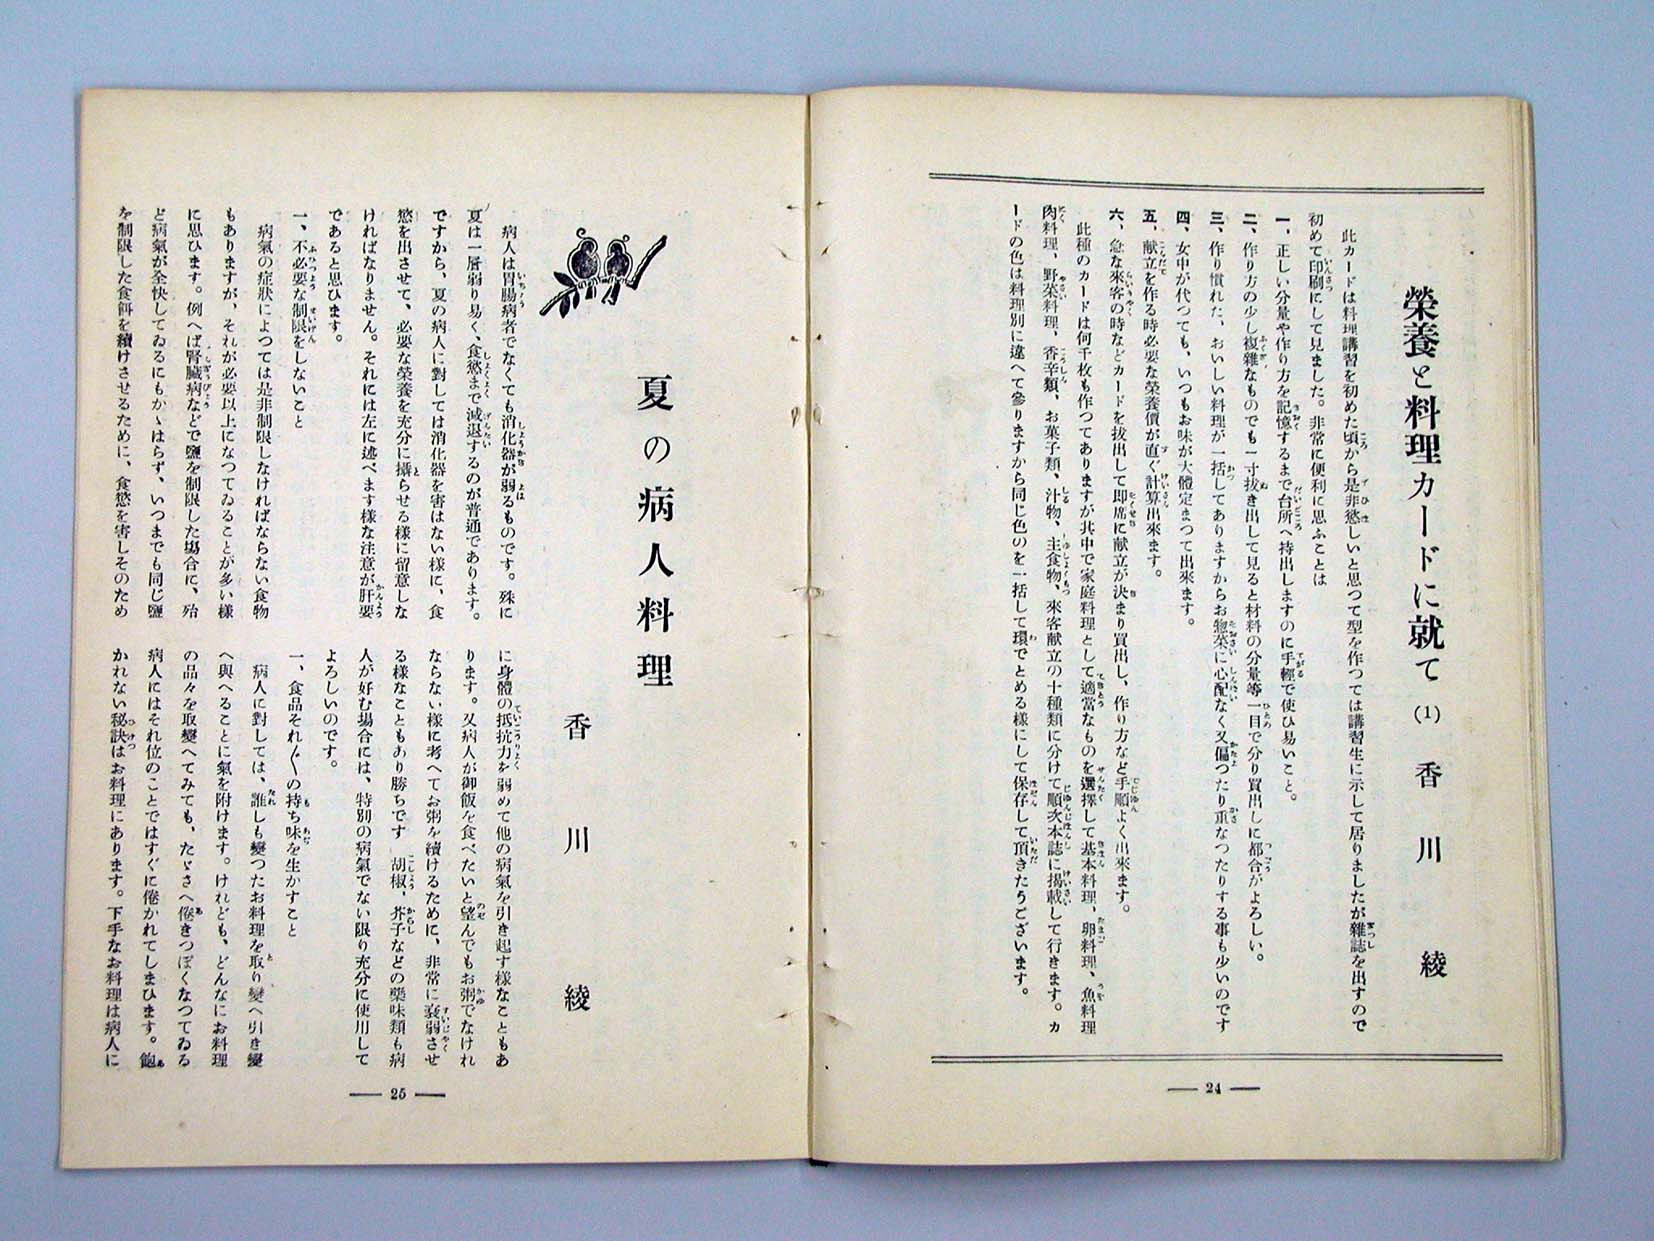 榮養と料理カードに就て (1) 香川 綾
此カードは料理講習を初めた頃から是非慾しいと思つて型を作つては講習生に示して居りましたが雜誌を出すので
初めて印刷にして見ました。非常に便利に思ふことは
一、正しい分量や作り方を記憶するまで台所へ持出しますのに手輕で使ひ易いこと。
二、作り方の少し複雜なものでも一寸拔き出して見ると材料の分量等一目で分り買出しに都合がよろしい。
三、作り慣れた、おいしい料理が一括してありますからお惣菜に心配なく又偏つたり重なつたりする事も少いのです
四、女中が代つても、いつもお味が大體定まつて出來ます。
五、献立を作る時必要な榮養價が直ぐ計算出來ます。
六、急な來客の時などカードを拔出して即席に献立が決まり買出し、作り方など手順よく出來ます。
此種のカードは何千枚も作つてありますが其中で家庭料理として適當なものを選擇して基本料理、卵料理、魚料理
肉料理、野菜料理、香辛類、お菓子類、汁物、主食物、來客献立の十種類に分けて順次本誌に掲載して行きます。カ
ードの色は料理別に違へて參りますから同じ色のを一括して環でとめる樣にして保存して頂きたうございます。
— 24 —
夏の病人料理
香川 綾
病人は胃腸病者でなくても消化器が弱るものです。殊に
夏は一層弱り易く、食慾まで減退するのが普通であります。
ですから、夏の病人に對しては消化器を害はない樣に、食
慾を出させて、必要な榮養を充分に攝らせる樣に留意しな
ければなりません。それには左に述べます樣な注意が肝要
であると思ひます。
一、不必要な制限をしないこと
病氣の症狀によつては是非制限しなければならない食物
もありますが、それが必要以上になつてゐることが多い樣
に思ひます。例へば腎臟病などで鹽を制限した塲合に、殆
ど病氣が全快してゐるにもかゝはらず、いつまでも同じ鹽
を制限した食餌を續けさせるために、食慾を害しそのため
に身體の抵抗力を弱めて他の病氣を引き起す樣なこともあ
ります。又病人が御飯を食べたいと望んでもお粥でなけれ
ならない樣に考へてお粥を續けるために、非常に衰弱させ
る樣なこともあり勝ちです 胡椒、芥子などの藥味類も病
人が好む場合には、特別の病氣でない限り充分に使用して
よろしいのです。
一、食品それ〴〵の持ち味を生かすこと
病人に對しては、誰しも變つたお料理を取り變へ引き變
へ與へることに氣を附けます。けれども、どんなにお料理
の品々を取變へてみても、たゞさへ倦きつぽくなつてゐる
病人にはそれ位のことではすぐに倦かれてしまひます。飽
かれない秘訣はお料理にあります。下手なお料理は病人に
— 25 —